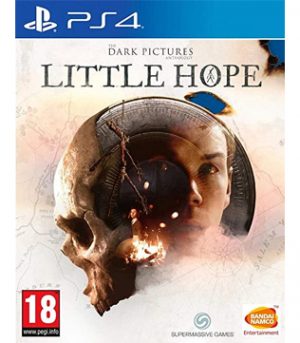 PS4
THE
DARK PICTURES
ANTHOLOGY
LITTLE HOPE
18
www.pegi.info
SUPERMASSIVE GAMES
BANDAI
NAMCO
Entertainment